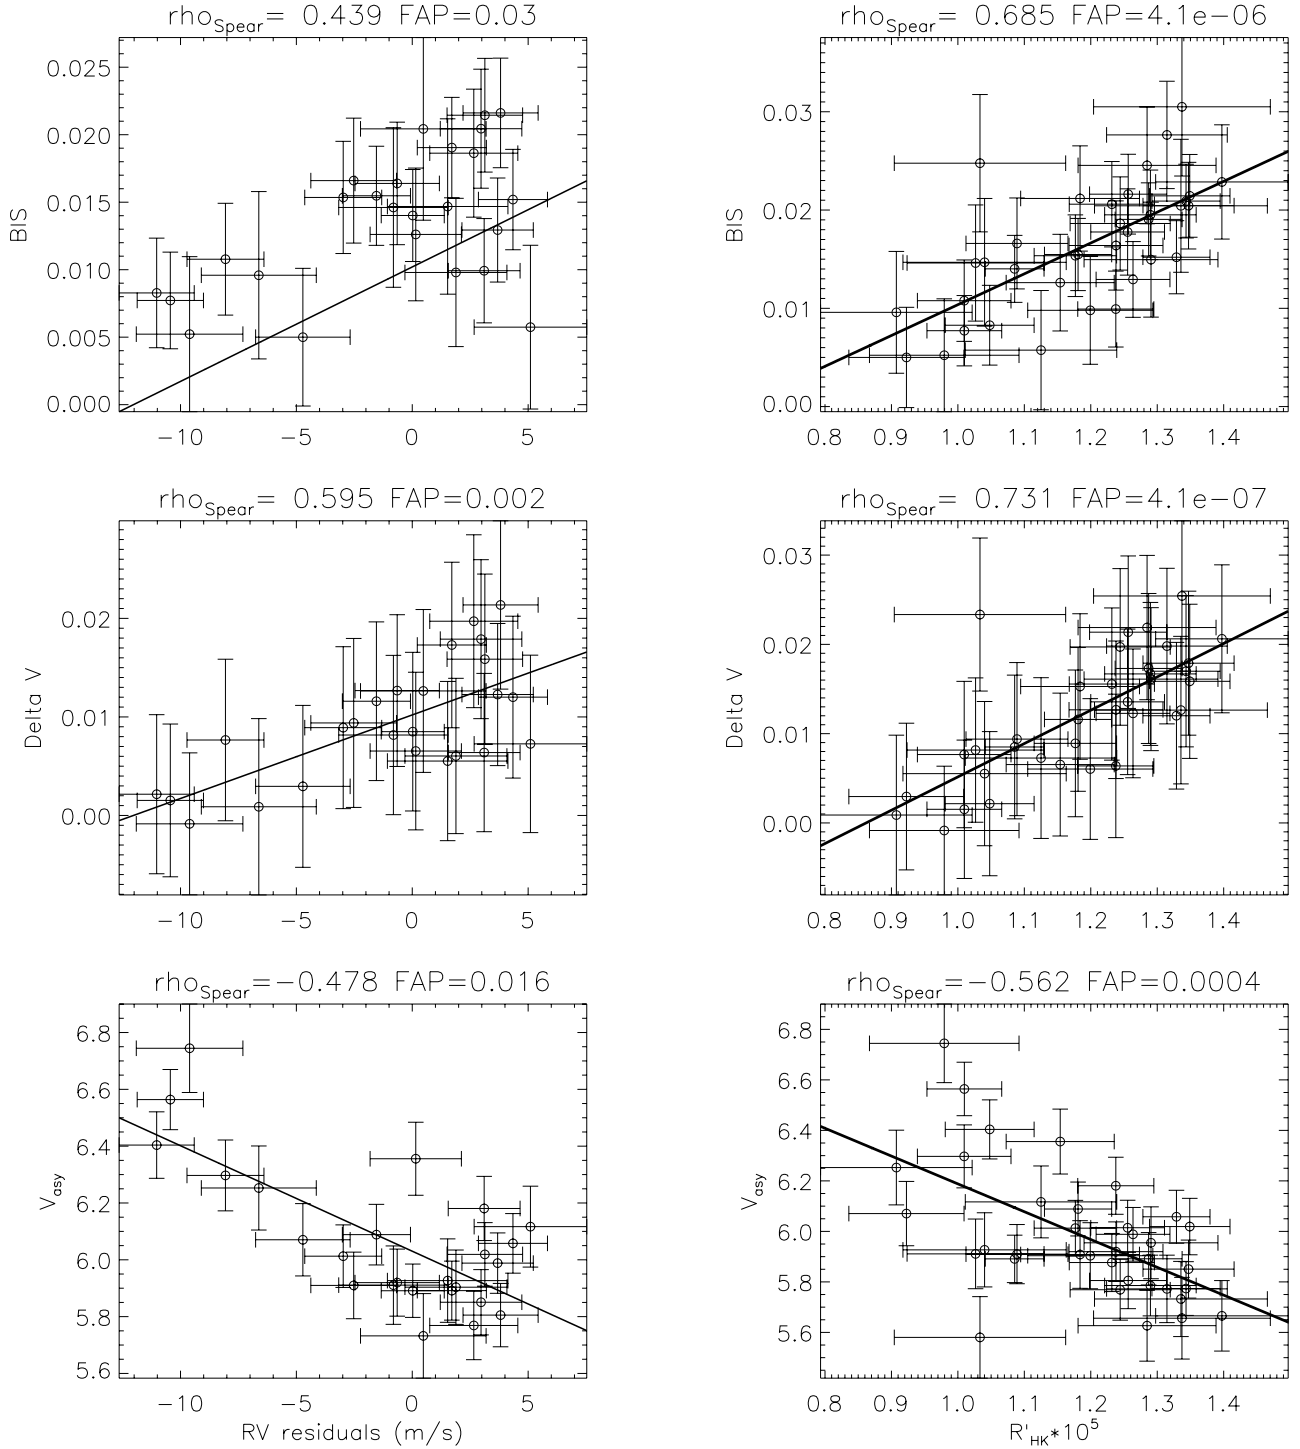 rho_Spear= 0.439 FAP=0.03
rho_Spear= 0.685 FAP=4.1e−06
BIS
0.025
0.020
0.015
0.010
0.005
0.000
−10 −5 0 5
BIS
0.03
0.02
0.01
0.00
0.8 0.9 1.0 1.1 1.2 1.3 1.4
rho_Spear= 0.595 FAP=0.002
rho_Spear= 0.731 FAP=4.1e−07
Delta V
0.02
0.01
0.00
−10 −5 0 5
Delta V
0.03
0.02
0.01
0.00
0.8 0.9 1.0 1.1 1.2 1.3 1.4
rho_Spear=−0.478 FAP=0.016
rho_Spear=−0.562 FAP=0.0004
V_asy
6.8
6.6
6.4
6.2
6.0
5.8
5.6
−10 −5 0 5
RV residuals (m/s)
V_asy
6.8
6.6
6.4
6.2
6.0
5.8
5.6
0.8 0.9 1.0 1.1 1.2 1.3 1.4
R'_HK*10^5